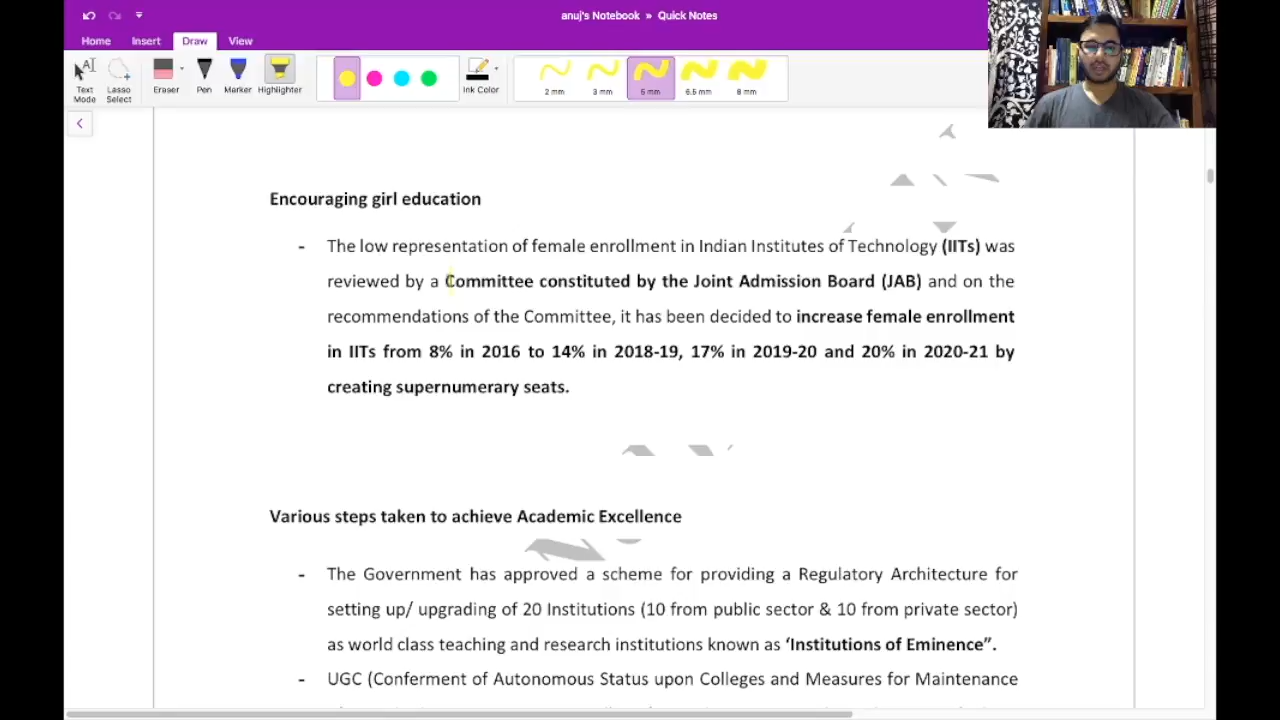 anuj's Notebook » Quick Notes
Home Insert Draw View
Text Mode
Lasso Select
Eraser
Pen
Marker
Highlighter
Ink Color
2 mm
3 mm
5 mm
6.5 mm
8 mm
Encouraging girl education
- The low representation of female enrollment in Indian Institutes of Technology (IITs) was
reviewed by a Committee constituted by the Joint Admission Board (JAB) and on the
recommendations of the Committee, it has been decided to increase female enrollment
in IITs from 8% in 2016 to 14% in 2018-19, 17% in 2019-20 and 20% in 2020-21 by
creating supernumerary seats.
Various steps taken to achieve Academic Excellence
- The Government has approved a scheme for providing a Regulatory Architecture for
setting up/ upgrading of 20 Institutions (10 from public sector & 10 from private sector)
as world class teaching and research institutions known as ‘Institutions of Eminence”.
- UGC (Conferment of Autonomous Status upon Colleges and Measures for Maintenance